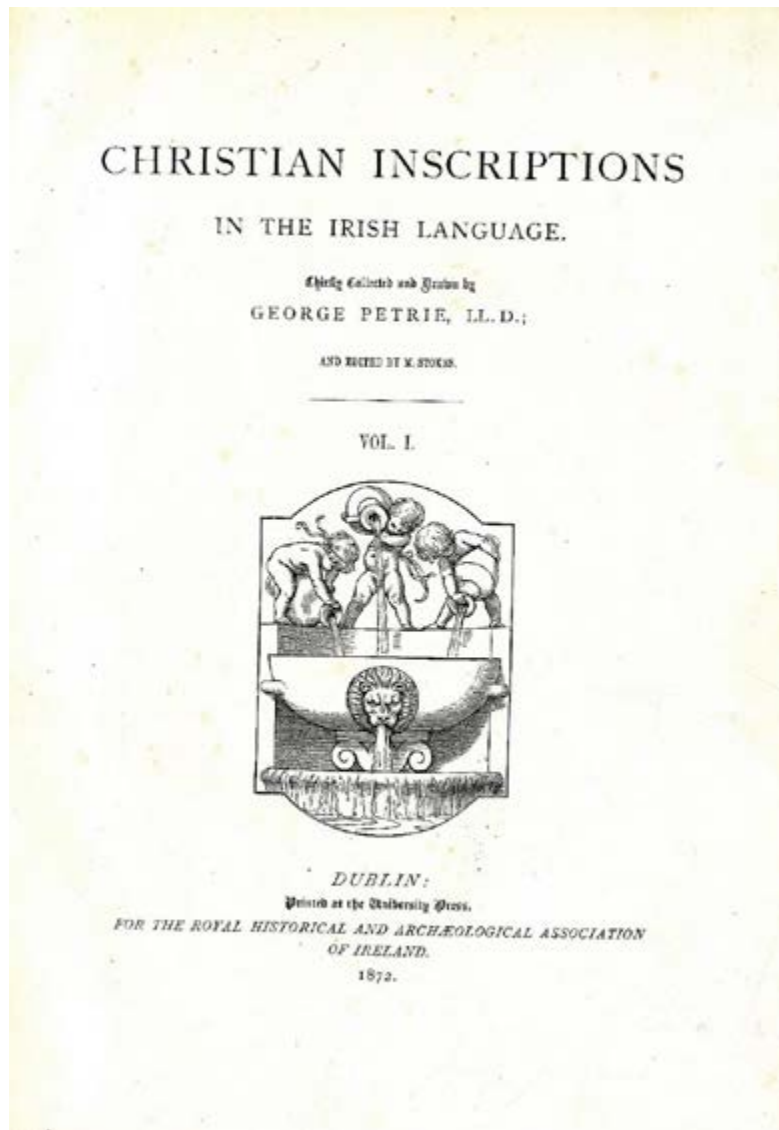 CHRISTIAN INSCRIPTIONS
IN THE IRISH LANGUAGE.
Chiefly Collected and Drawn by
GEORGE PETRIE, LL. D.;
AND EDITED BY M. STOKES.
VOL. I.
DUBLIN:
Printed at the University Press,
FOR THE ROYAL HISTORICAL AND ARCHÆOLOGICAL ASSOCIATION
OF IRELAND.
1872.